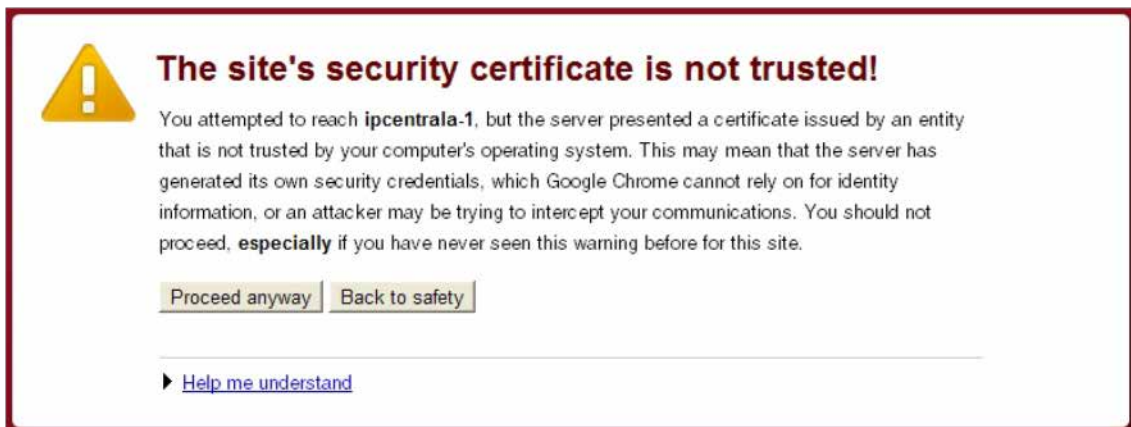 The site's security certificate is not trusted!
You attempted to reach ipcentrala-1, but the server presented a certificate issued by an entity
that is not trusted by your computer's operating system. This may mean that the server has
generated its own security credentials, which Google Chrome cannot rely on for identity
information, or an attacker may be trying to intercept your communications. You should not
proceed, especially if you have never seen this warning before for this site.
Proceed anyway Back to safety
Help me understand